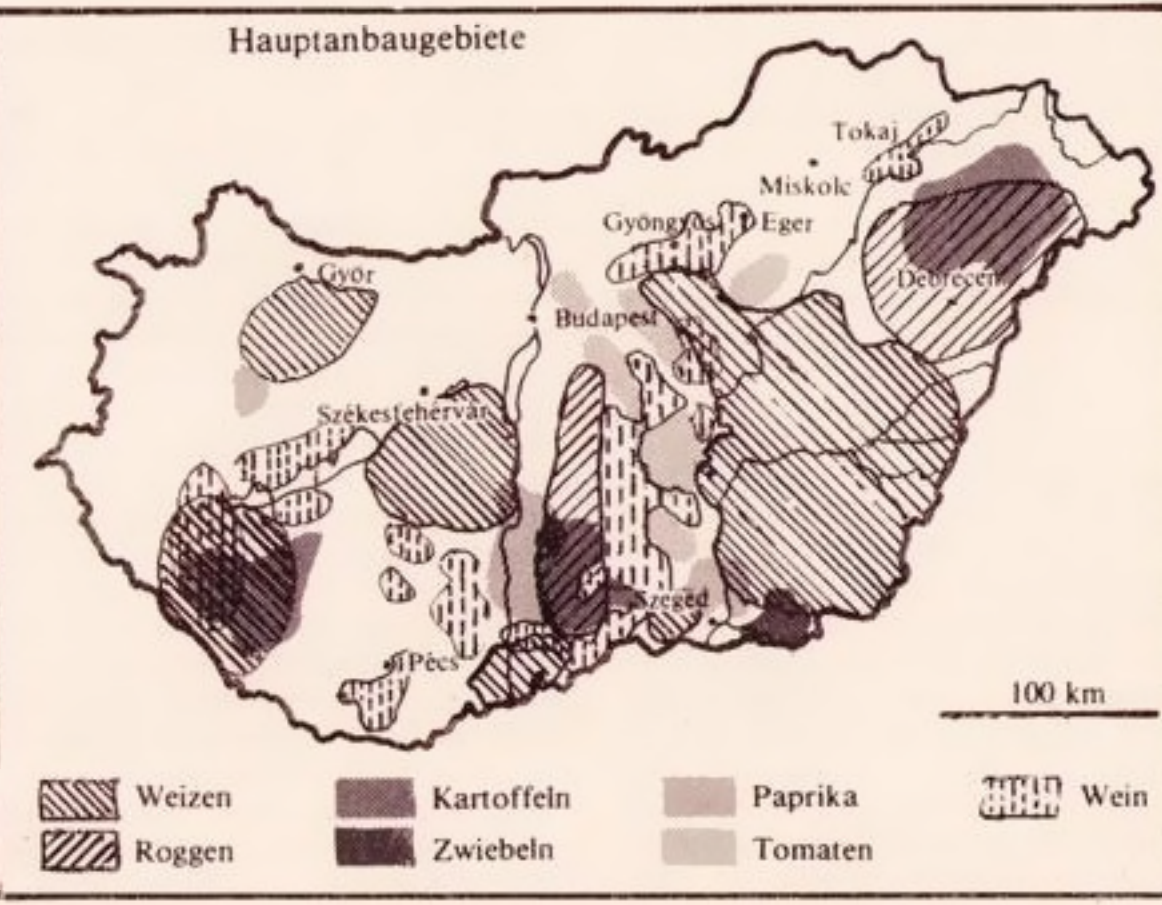 Hauptanbaugebiete
Tokaj
Miskolc
Gyöngyös
Eger
Győr
Debrecen
Budapest
Székesfehérvár
Szeged
Pécs
100 km
Weizen
Kartoffeln
Paprika
Wein
Roggen
Zwiebeln
Tomaten